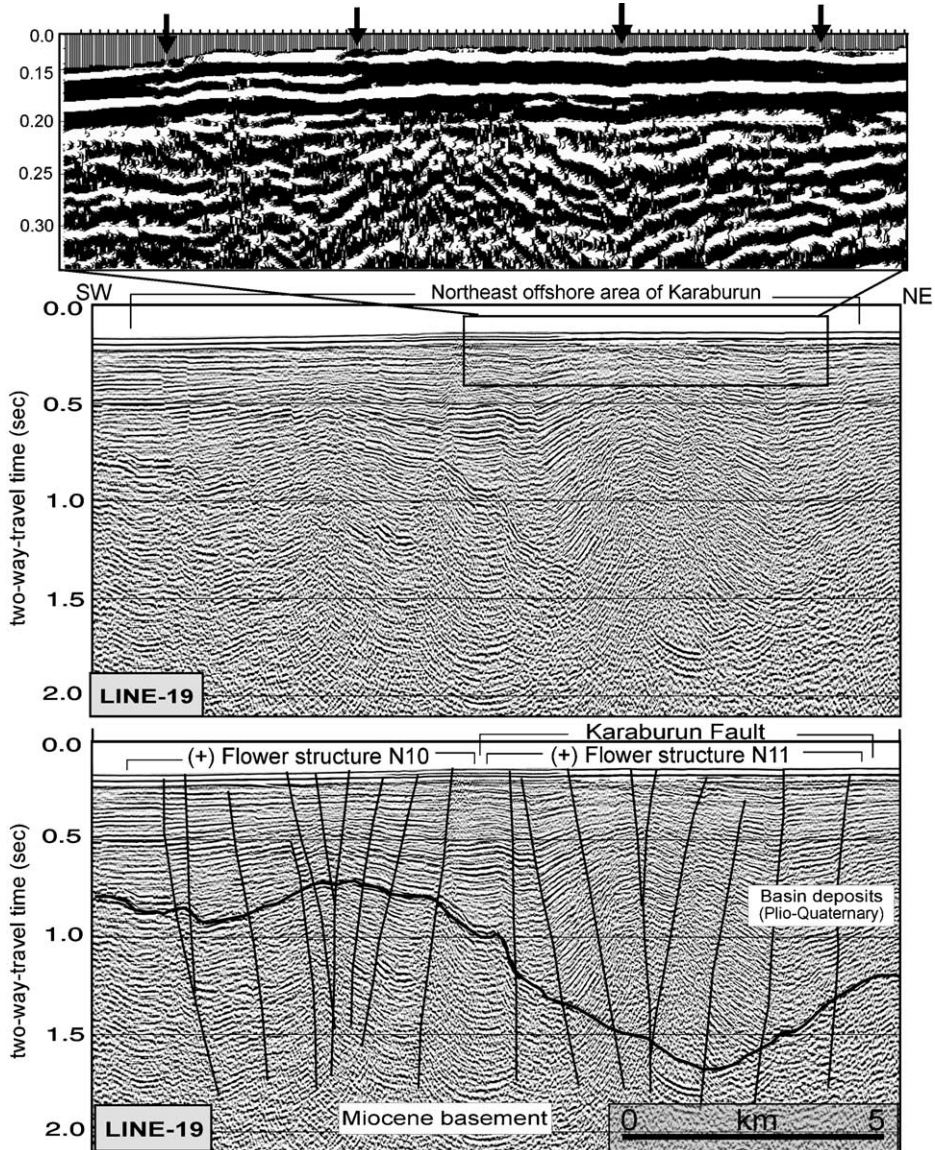 0.0
0.15
0.20
0.25
0.30
SW
Northeast offshore area of Karaburun
NE
0.0
0.5
1.0
1.5
2.0
two-way-travel time (sec)
LINE-19
Karaburun Fault
(+) Flower structure N10
(+) Flower structure N11
0.0
0.5
1.0
1.5
2.0
two-way-travel time (sec)
Basin deposits
(Plio-Quaternary)
Miocene basement
LINE-19
0 km 5